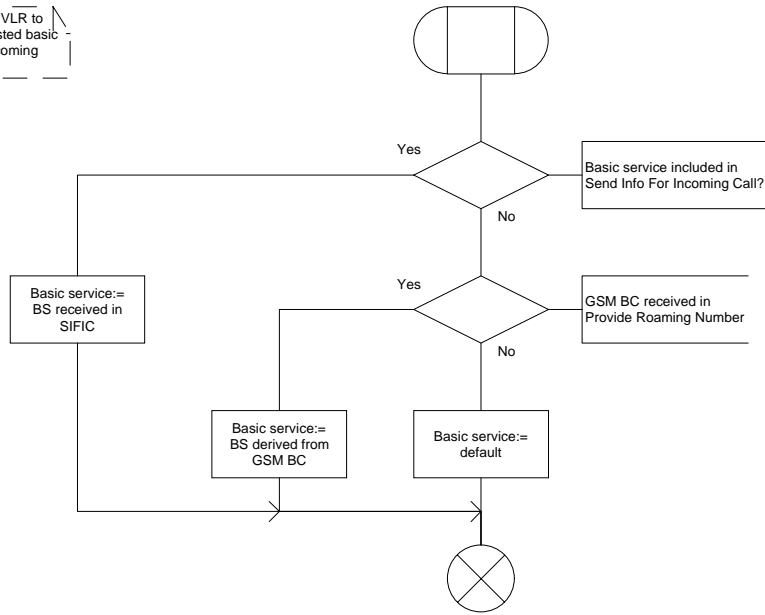 VLR to
sted basic
coming
Yes
Basic service included in
Send Info For Incoming Call?
No
Yes
GSM BC received in
Provide Roaming Number
No
Basic service:=
BS received in
SIFIC
Basic service:=
BS derived from
GSM BC
Basic service:=
default